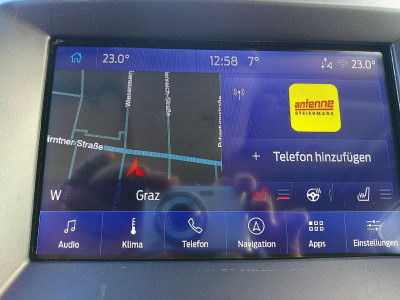 23.0° 12:58 7° 23.0°
Wiesenau
antenne
STEIERMARK
ärntner Straße
+ Telefon hinzufügen
W Graz
Audio Klima Telefon Navigation Apps Einstellungen